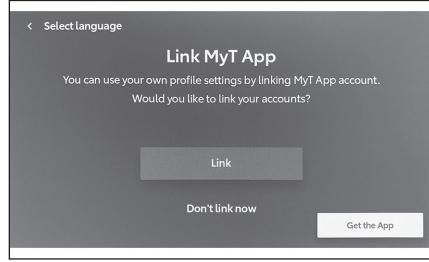 < Select language
Link MyT App
You can use your own profile settings by linking MyT App account.
Would you like to link your accounts?
Link
Don't link now
Get the App